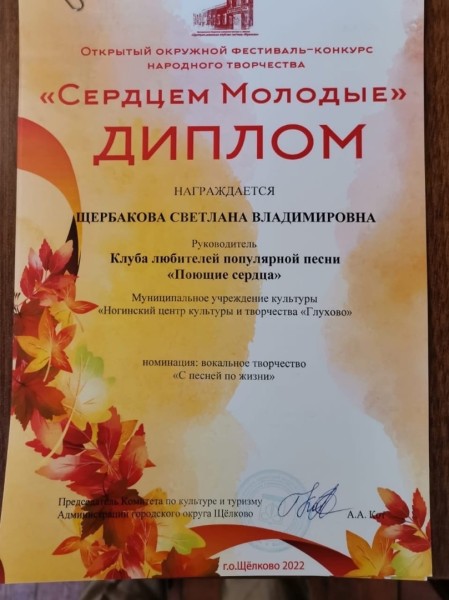 Открытый окружной фестиваль-конкурс
народного творчества
«Сердцем Молодые»
ДИПЛОМ
НАГРАЖДАЕТСЯ
ЩЕРБАКОВА СВЕТЛАНА ВЛАДИМИРОВНА
Руководитель
Клуба любителей популярной песни
«Поющие сердца»
Муниципальное учреждение культуры
«Ногинский центр культуры и творчества «Глухово»
номинация: вокальное творчество
«С песней по жизни»
Председатель Комитета по культуре и туризму
Администрации городского округа Щёлково
А.А.
г.о.Щёлково 2022